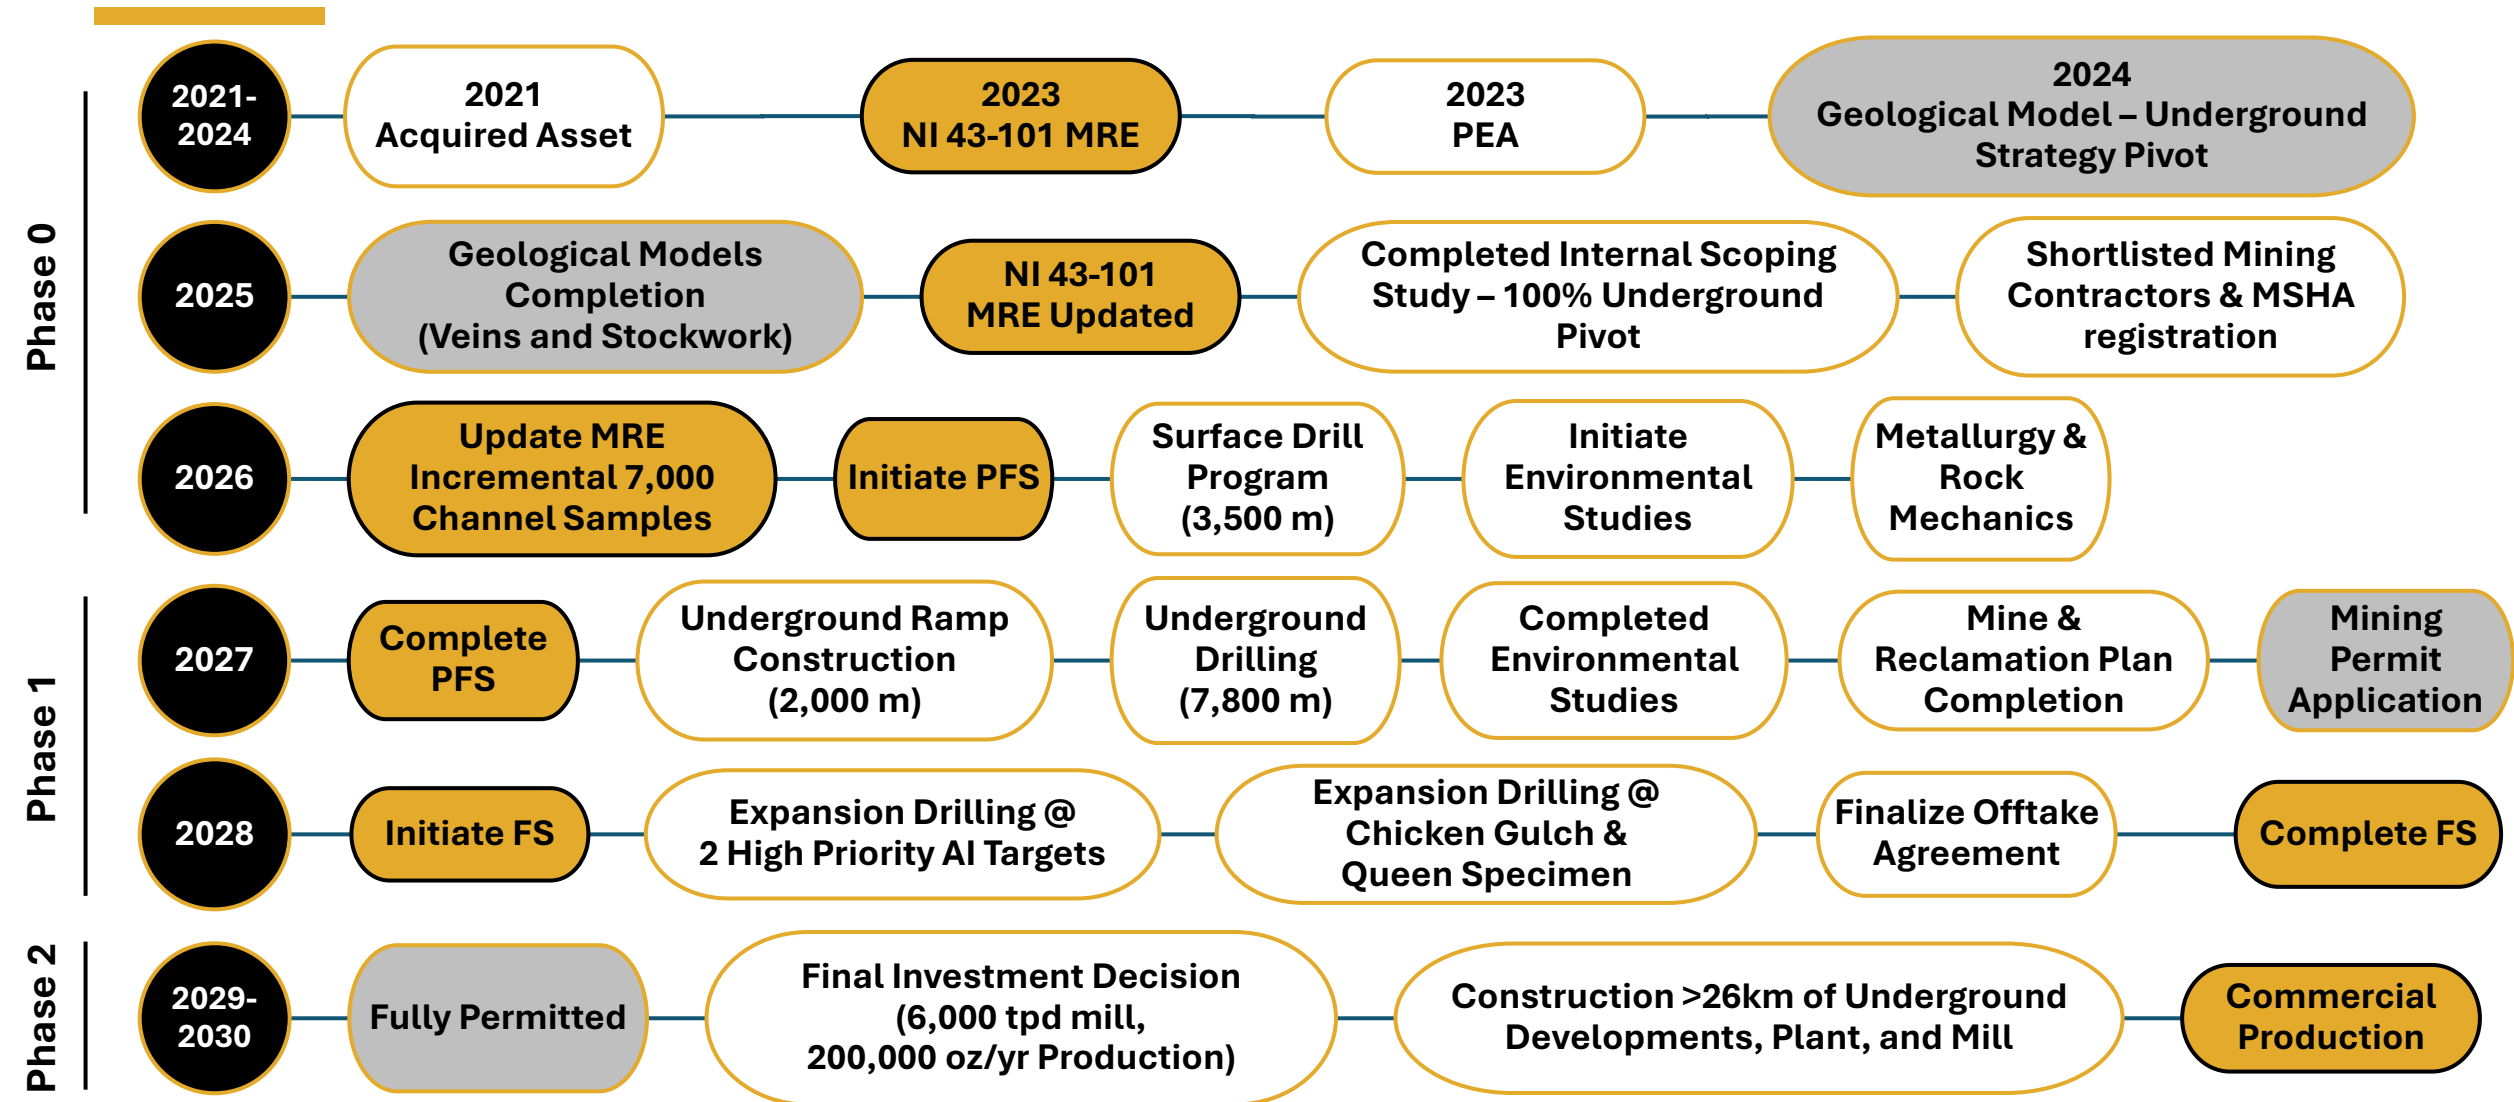 Phase 0
2021-
2024
2021
Acquired Asset
2023
NI 43-101 MRE
2023
PEA
2024
Geological Model – Underground
Strategy Pivot
2025
Geological Models
Completion
(Veins and Stockwork)
NI 43-101
MRE Updated
Completed Internal Scoping
Study – 100% Underground
Pivot
Shortlisted Mining
Contractors & MSHA
registration
2026
Update MRE
Incremental 7,000
Channel Samples
Initiate PFS
Surface Drill
Program
(3,500 m)
Initiate
Environmental
Studies
Metallurgy &
Rock
Mechanics
Phase 1
2027
Complete
PFS
Underground Ramp
Construction
(2,000 m)
Underground
Drilling
(7,800 m)
Completed
Environmental
Studies
Mine &
Reclamation Plan
Completion
Mining
Permit
Application
2028
Initiate FS
Expansion Drilling @
2 High Priority AI Targets
Expansion Drilling @
Chicken Gulch &
Queen Specimen
Finalize Offtake
Agreement
Complete FS
Phase 2
2029-
2030
Fully Permitted
Final Investment Decision
(6,000 tpd mill,
200,000 oz/yr Production)
Construction >26km of Underground
Developments, Plant, and Mill
Commercial
Production